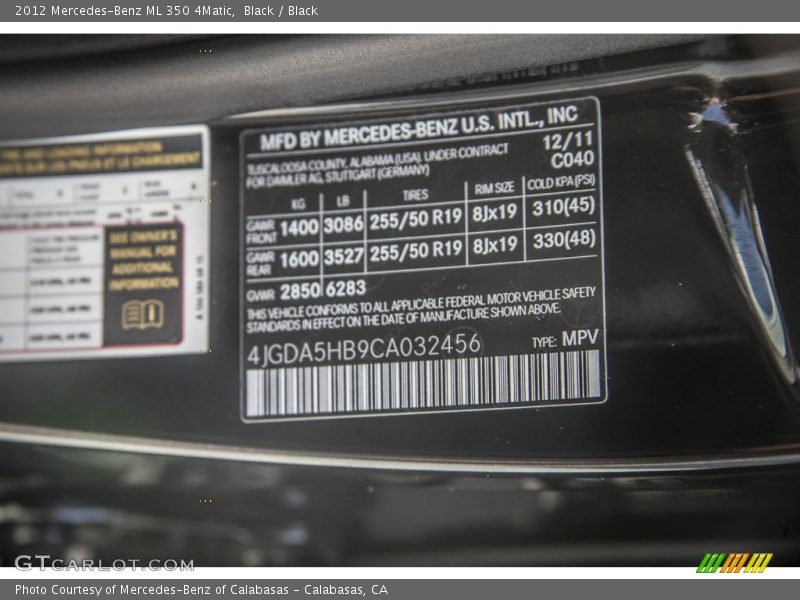 2012 Mercedes-Benz ML 350 4Matic, Black / Black
MFD BY MERCEDES-BENZ U.S. INTL., INC
TUSCALOOSA COUNTY, ALABAMA (USA), UNDER CONTRACT 12/11
FOR DAIMLER AG, STUTTGART (GERMANY) C040
KG LB TIRES RIM SIZE COLD KPA (PSI)
GAWR FRONT 1400 3086 255/50 R19 8Jx19 310(45)
GAWR REAR 1600 3527 255/50 R19 8Jx19 330(48)
GVWR 2850 6283
THIS VEHICLE CONFORMS TO ALL APPLICABLE FEDERAL MOTOR VEHICLE SAFETY
STANDARDS IN EFFECT ON THE DATE OF MANUFACTURE SHOWN ABOVE.
4JGDA5HB9CA032456 TYPE: MPV
SEE OWNER'S
MANUAL FOR
ADDITIONAL
INFORMATION
GTCARLOT.COM
Photo Courtesy of Mercedes-Benz of Calabasas - Calabasas, CA